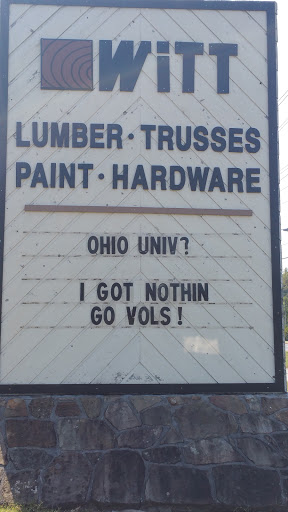 WiTT
LUMBER · TRUSSES
PAINT · HARDWARE
OHIO UNIV?
I GOT NOTHIN
GO VOLS!